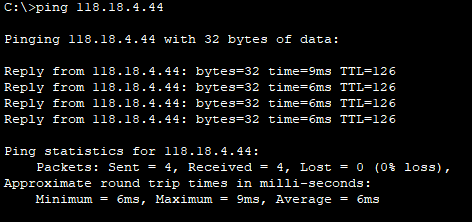 C:\>ping 118.18.4.44
Pinging 118.18.4.44 with 32 bytes of data:
Reply from 118.18.4.44: bytes=32 time=9ms TTL=126
Reply from 118.18.4.44: bytes=32 time=6ms TTL=126
Reply from 118.18.4.44: bytes=32 time=6ms TTL=126
Reply from 118.18.4.44: bytes=32 time=6ms TTL=126
Ping statistics for 118.18.4.44:
    Packets: Sent = 4, Received = 4, Lost = 0 (0% loss),
Approximate round trip times in milli-seconds:
    Minimum = 6ms, Maximum = 9ms, Average = 6ms